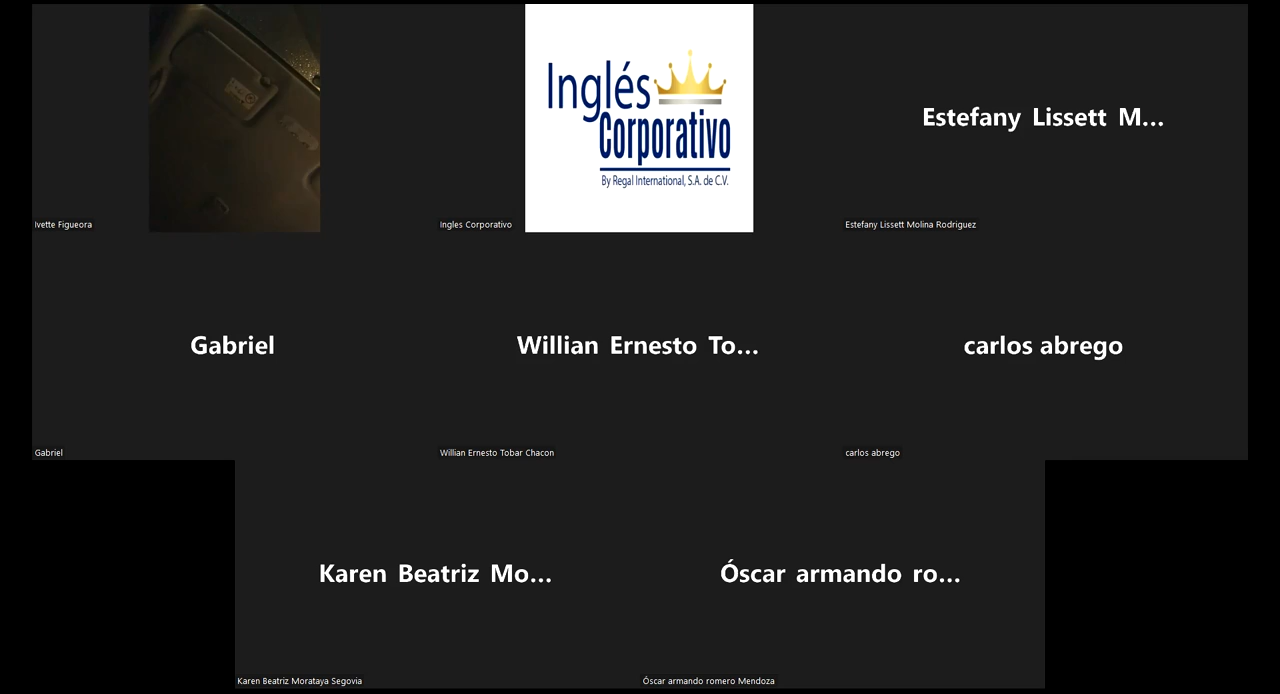 Inglés
Corporativo
By Regal International, S.A. de C.V.
Estefany Lissett M...
Ivette Figueora
Ingles Corporativo
Estefany Lissett Molina Rodriguez
Gabriel
Willian Ernesto To...
carlos abrego
Gabriel
Willian Ernesto Tobar Chacon
carlos abrego
Karen Beatriz Mo...
Óscar armando ro...
Karen Beatriz Morataya Segovia
Óscar armando romero Mendoza